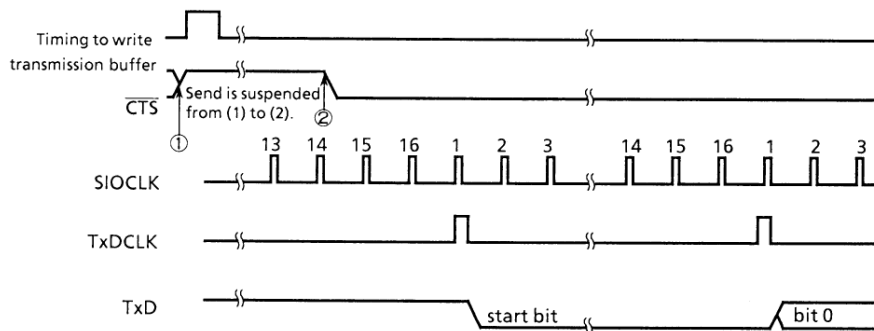 Timing to write
transmission buffer
CTS
Send is suspended
from (1) to (2).
①
②
13 14 15 16 1 2 3 14 15 16 1 2 3
SIOCLK
TxDCLK
TxD
start bit
bit 0